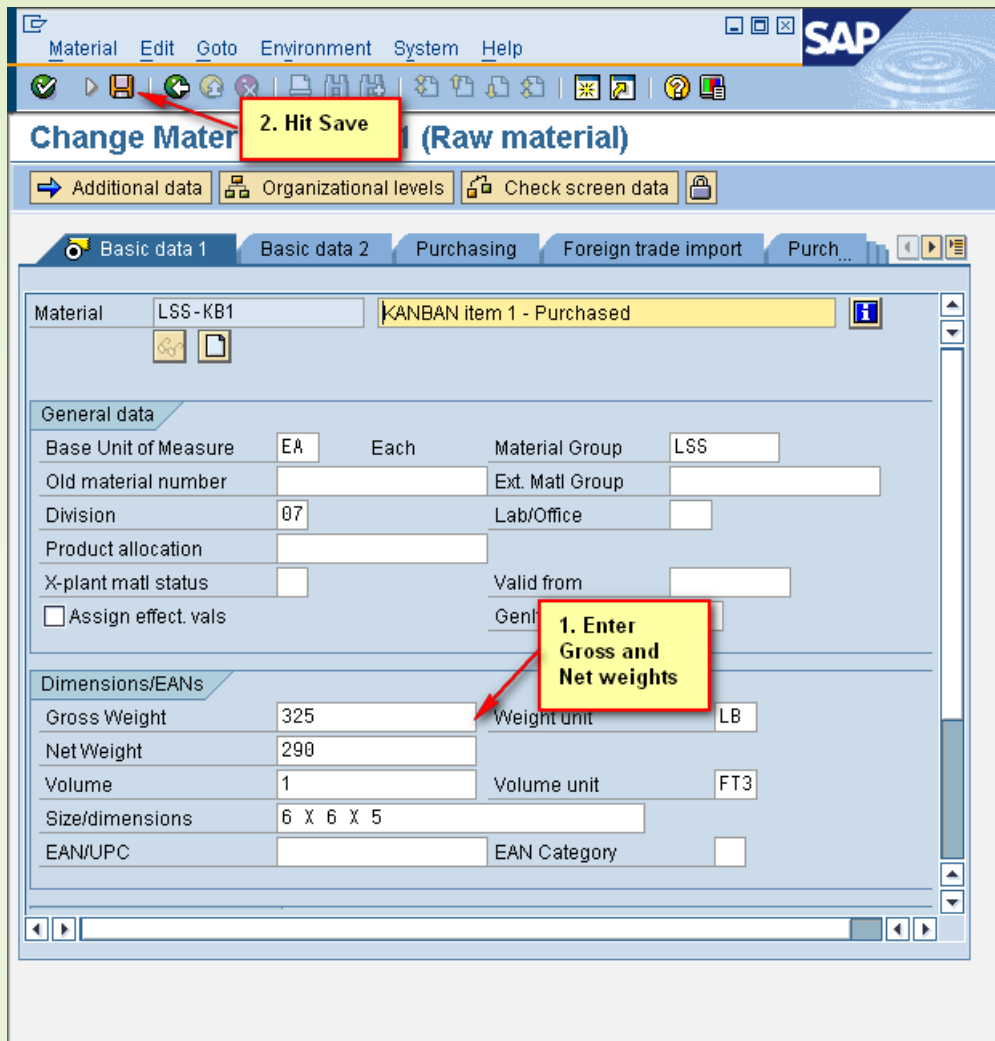 Material Edit Goto Environment System Help
SAP
2. Hit Save
Change Mater 1 (Raw material)
Additional data Organizational levels Check screen data
Basic data 1 Basic data 2 Purchasing Foreign trade import Purch...
Material LSS-KB1 KANBAN item 1 - Purchased
General data
Base Unit of Measure EA Each Material Group LSS
Old material number Ext. Matl Group
Division 07 Lab/Office
Product allocation
X-plant matl status Valid from
Assign effect. vals
1. Enter
Gross and
Net weights
Dimensions/EANs
Gross Weight 325 Weight unit LB
Net Weight 290
Volume 1 Volume unit FT3
Size/dimensions 6 X 6 X 5
EAN/UPC EAN Category